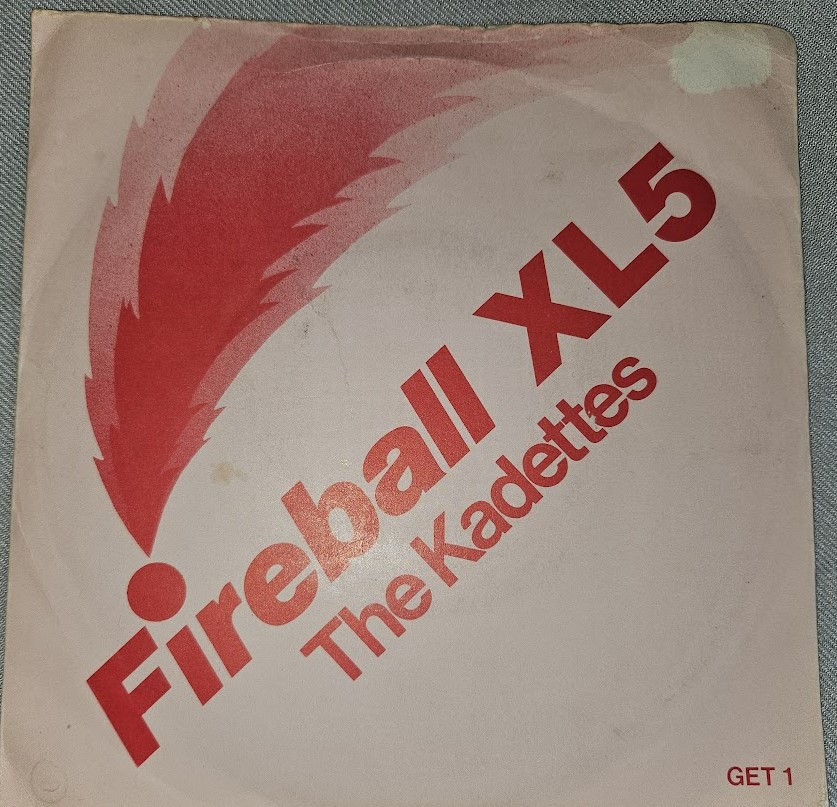 Fireball XL5
The Kadettes
GET 1